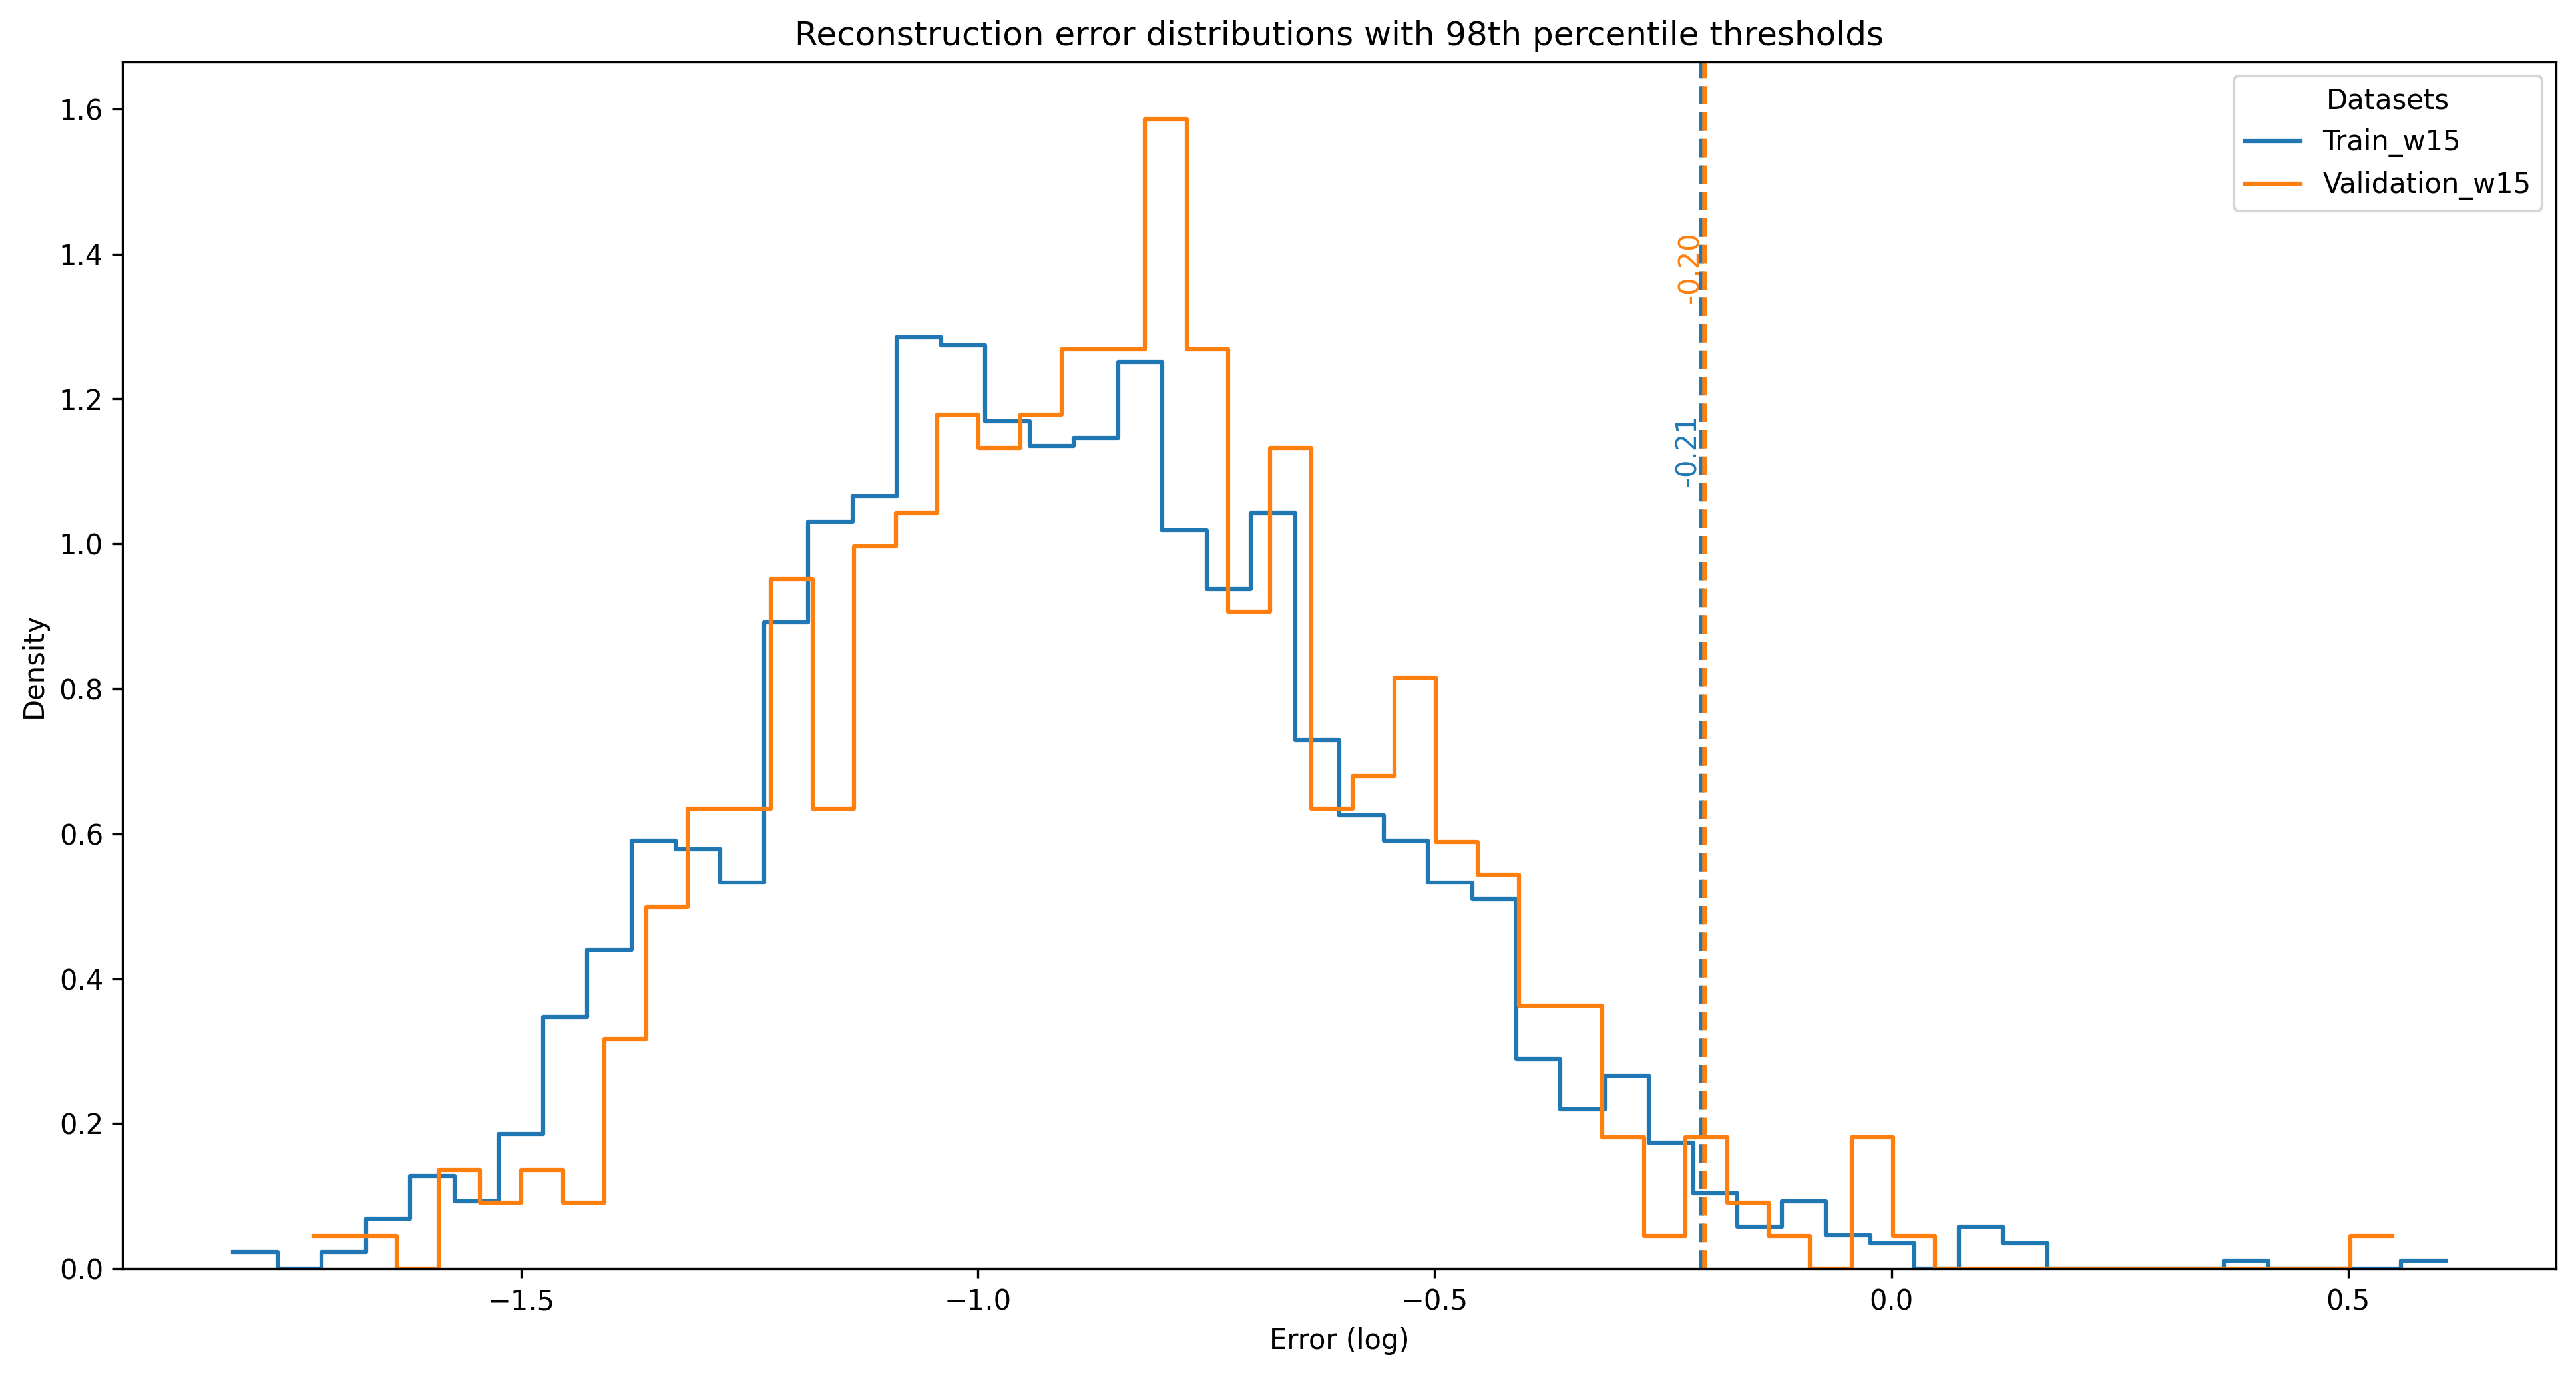 Reconstruction error distributions with 98th percentile thresholds
Datasets
Train_w15
Validation_w15
1.6
1.4
1.2
1.0
0.8
0.6
0.4
0.2
0.0
Density
-0.20
-0.21
−1.5
−1.0
−0.5
0.0
0.5
Error (log)